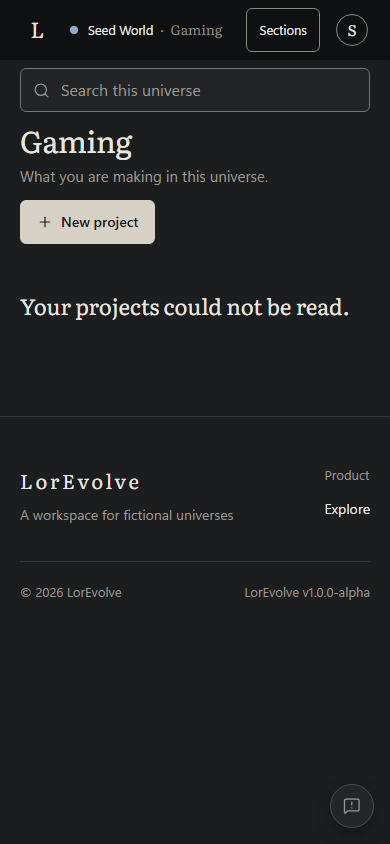 L
Seed World · Gaming
Sections
S
Search this universe
Gaming
What you are making in this universe.
New project
Your projects could not be read.
LorEvolve
A workspace for fictional universes
Product
Explore
© 2026 LorEvolve
LorEvolve v1.0.0-alpha